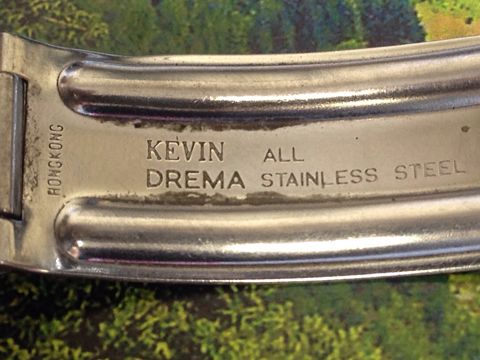 HONGKONG
KEVIN ALL
DREMA STAINLESS STEEL